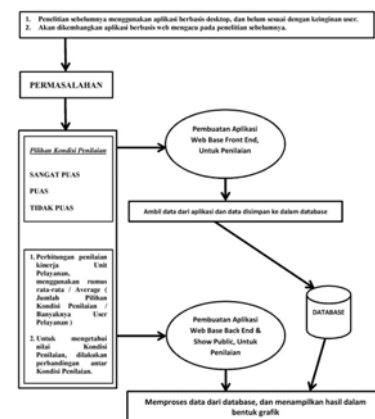 1. Penelitian sebelumnya menggunakan aplikasi berbasis desktop, dan belum sesuai dengan keinginan user.
2. Akan dikembangkan aplikasi berbasis web mengacu pada penelitian sebelumnya.
PERMASALAHAN
Pilihan Kondisi Penilaian
SANGAT PUAS
PUAS
TIDAK PUAS
1. Perhitungan penilaian
kinerja Unit
Pelayanan,
menggunakan rumus
rata-rata / Average (
Jumlah Pilihan
Kondisi Penilaian /
Banyaknya User
Pelayanan )
2. Untuk mengetahui
nilai Kondisi
Penilaian, dilakukan
perbandingan antar
Kondisi Penilaian.
Pembuatan Aplikasi
Web Base Front End,
Untuk Penilaian
Ambil data dari aplikasi dan data disimpan ke dalam database
DATABASE
Pembuatan Aplikasi
Web Base Back End &
Show Public, Untuk
Penilaian
Memproses data dari database, dan menampilkan hasil dalam
bentuk grafik